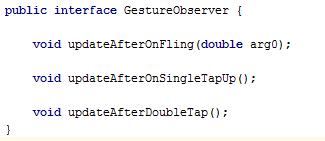 public interface GestureObserver {
void updateAfterOnFling(double arg0);
void updateAfterOnSingleTapUp();
void updateAfterDoubleTap();
}